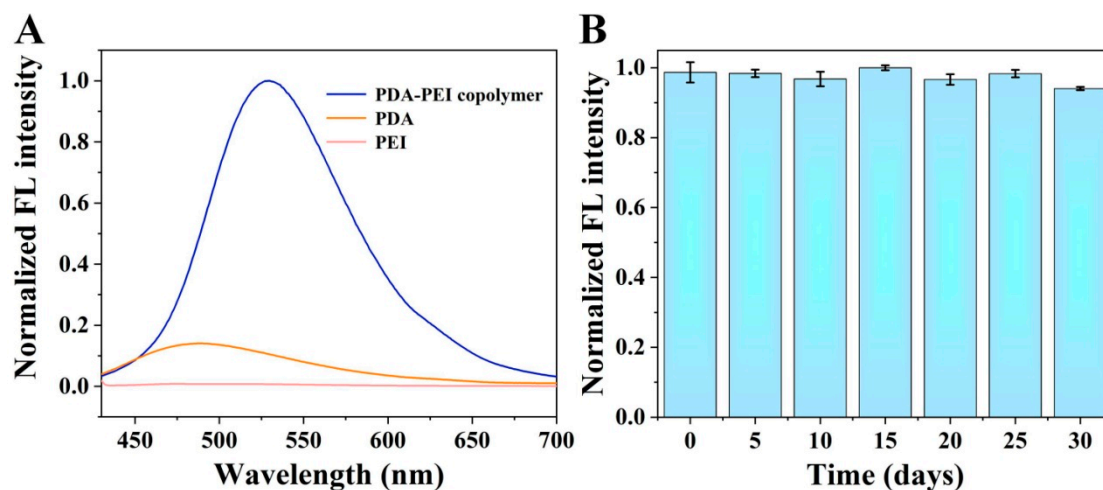 A
Normalized FL intensity
1.0
0.8
0.6
0.4
0.2
0.0
PDA-PEI copolymer
PDA
PEI
450
500
550
600
650
700
Wavelength (nm)
B
Normalized FL intensity
1.0
0.8
0.6
0.4
0.2
0.0
0
5
10
15
20
25
30
Time (days)